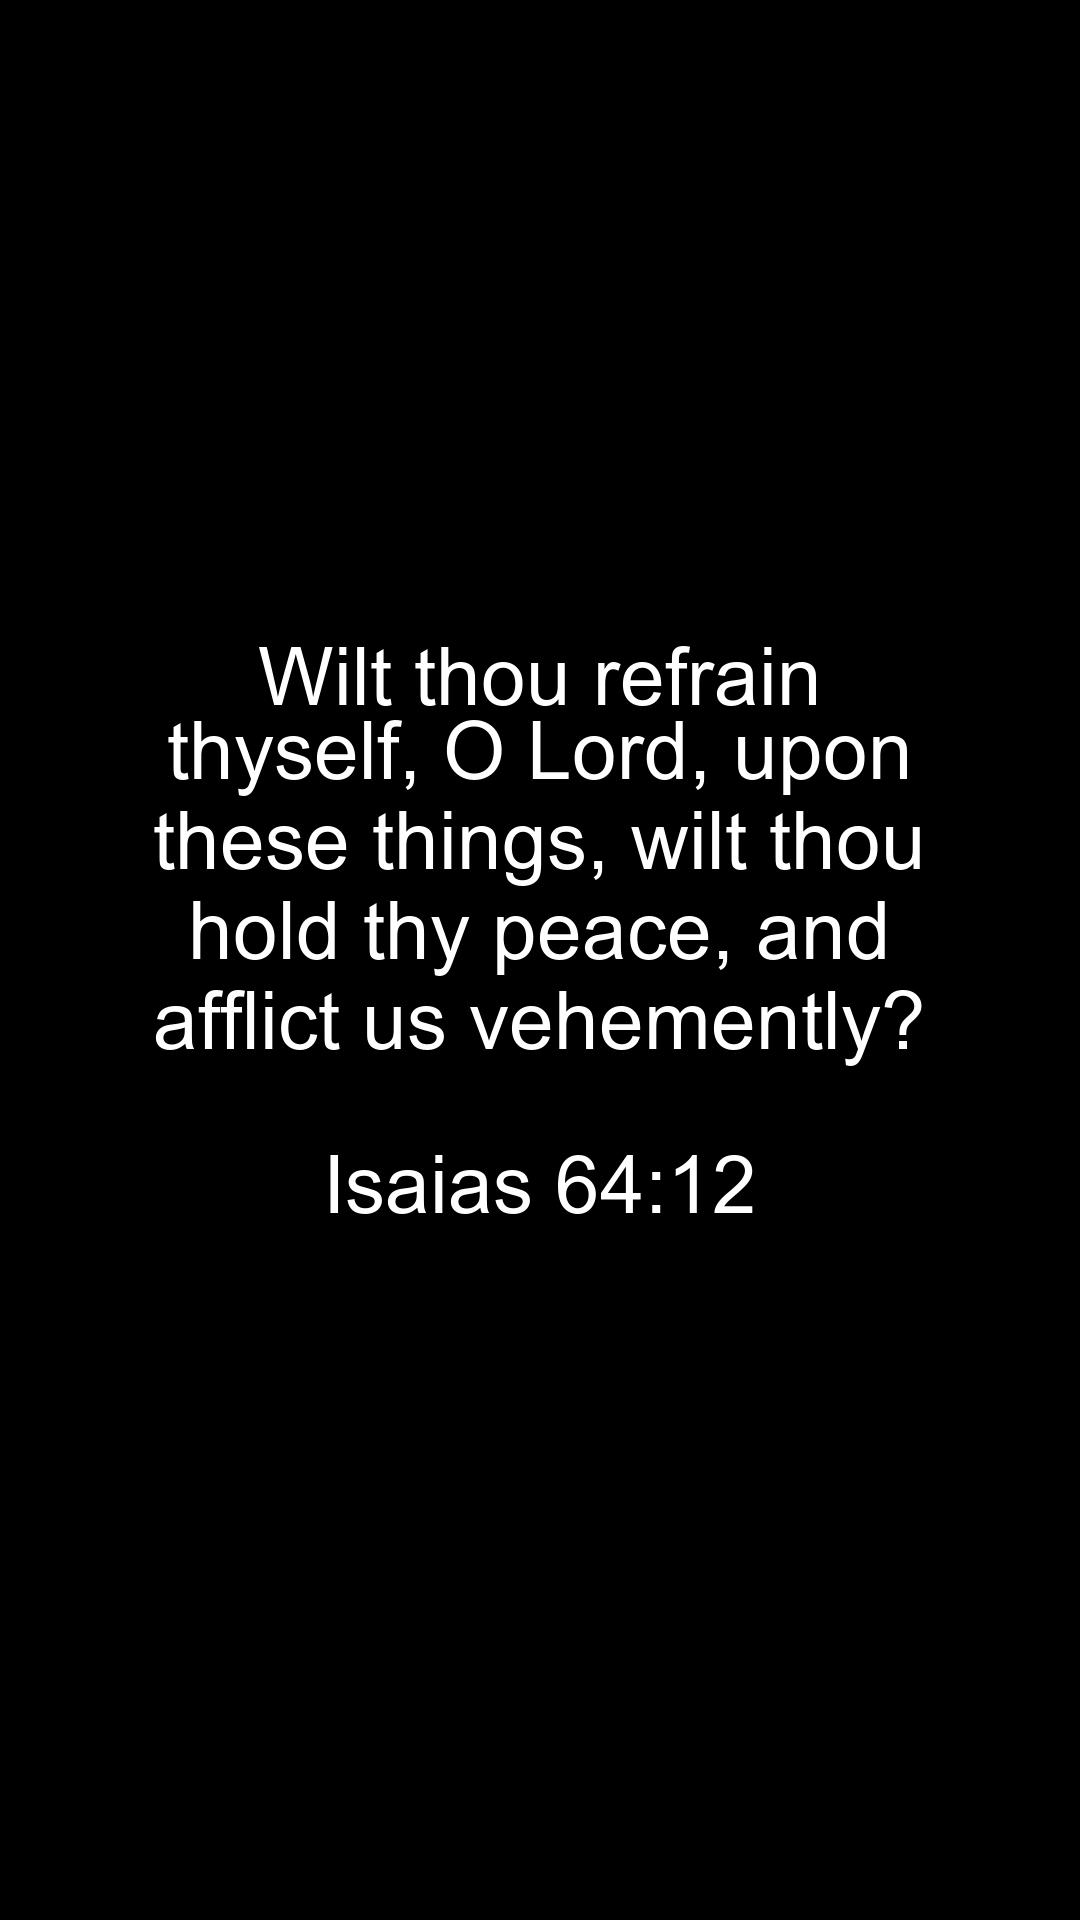 Wilt thou refrain
thyself, O Lord, upon
these things, wilt thou
hold thy peace, and
afflict us vehemently?
Isaias 64:12